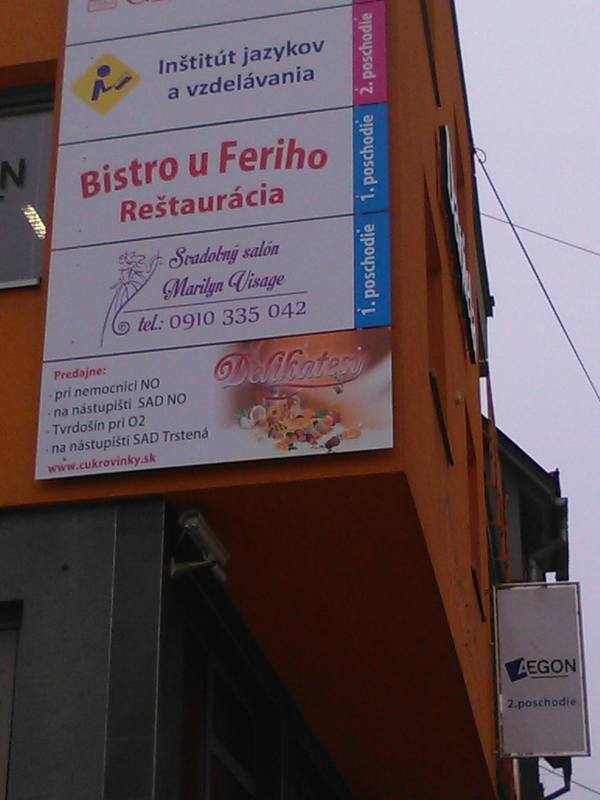 Inštitút jazykov
a vzdelávania
2. poschodie
Bistro u Feriho
Reštaurácia
1. poschodie
Svadobný salón
Marilyn Visage
tel.: 0910 335 042
1. poschodie
Predajne:
- pri nemocnici NO
- na nástupišti SAD NO
- Tvrdošín pri O2
- na nástupišti SAD Trstená
www.cukrovinky.sk
Delikatesy
AEGON
2.poschodie